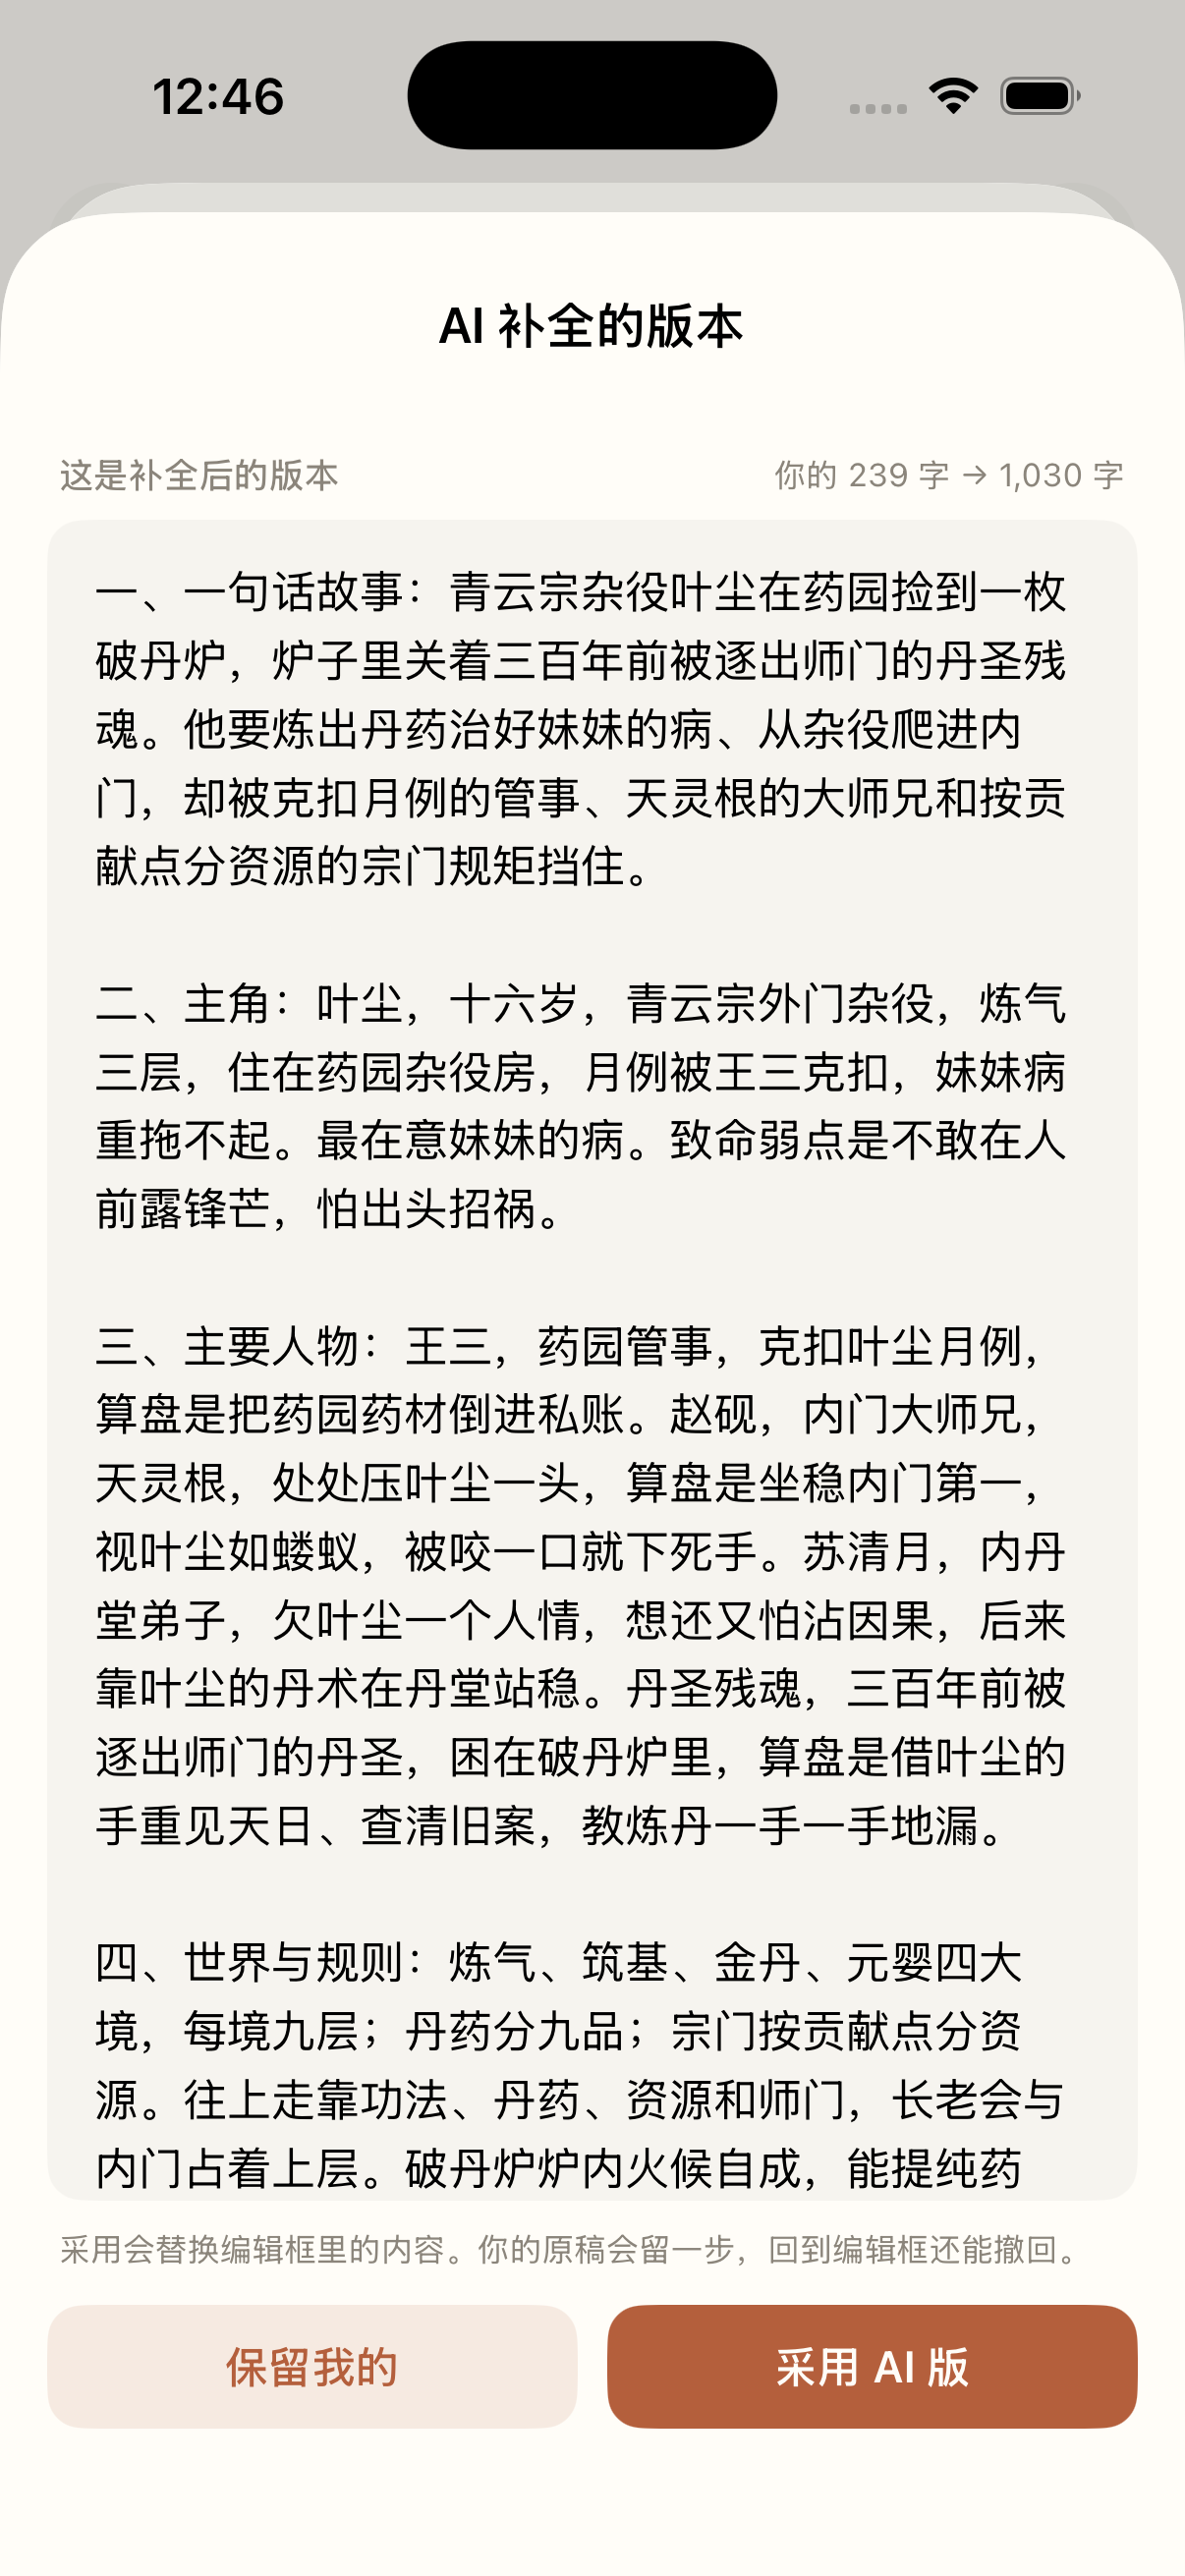 12:46
AI 补全的版本
这是补全后的版本
你的 239 字 → 1,030 字
一、一句话故事：青云宗杂役叶尘在药园捡到一枚
破丹炉，炉子里关着三百年前被逐出师门的丹圣残
魂。他要炼出丹药治好妹妹的病、从杂役爬进内
门，却被克扣月例的管事、天灵根的大师兄和按贡
献点分资源的宗门规矩挡住。
二、主角：叶尘，十六岁，青云宗外门杂役，炼气
三层，住在药园杂役房，月例被王三克扣，妹妹病
重拖不起。最在意妹妹的病。致命弱点是不敢在人
前露锋芒，怕出头招祸。
三、主要人物：王三，药园管事，克扣叶尘月例，
算盘是把药园药材倒进私账。赵砚，内门大师兄，
天灵根，处处压叶尘一头，算盘是坐稳内门第一，
视叶尘如蝼蚁，被咬一口就下死手。苏清月，内丹
堂弟子，欠叶尘一个人情，想还又怕沾因果，后来
靠叶尘的丹术在丹堂站稳。丹圣残魂，三百年前被
逐出师门的丹圣，困在破丹炉里，算盘是借叶尘的
手重见天日、查清旧案，教炼丹一手一手地漏。
四、世界与规则：炼气、筑基、金丹、元婴四大
境，每境九层；丹药分九品；宗门按贡献点分资
源。往上走靠功法、丹药、资源和师门，长老会与
内门占着上层。破丹炉炉内火候自成，能提纯药
采用会替换编辑框里的内容。你的原稿会留一步，回到编辑框还能撤回。
保留我的
采用 AI 版